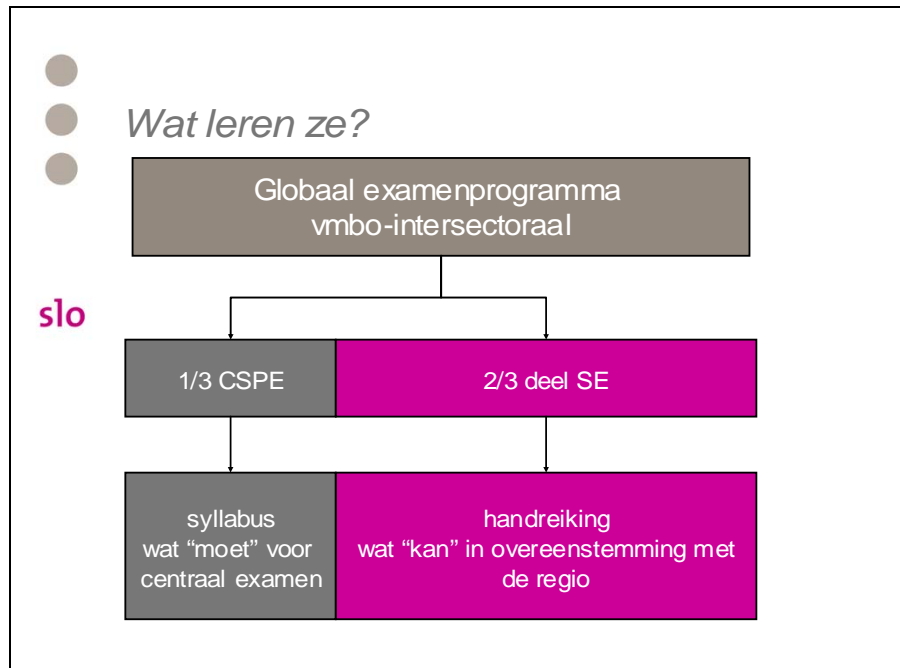 Wat leren ze?
Globaal examenprogramma
vmbo-intersectoraal
slo
1/3 CSPE
2/3 deel SE
syllabus
wat “moet” voor
centraal examen
handreiking
wat “kan” in overeenstemming met
de regio